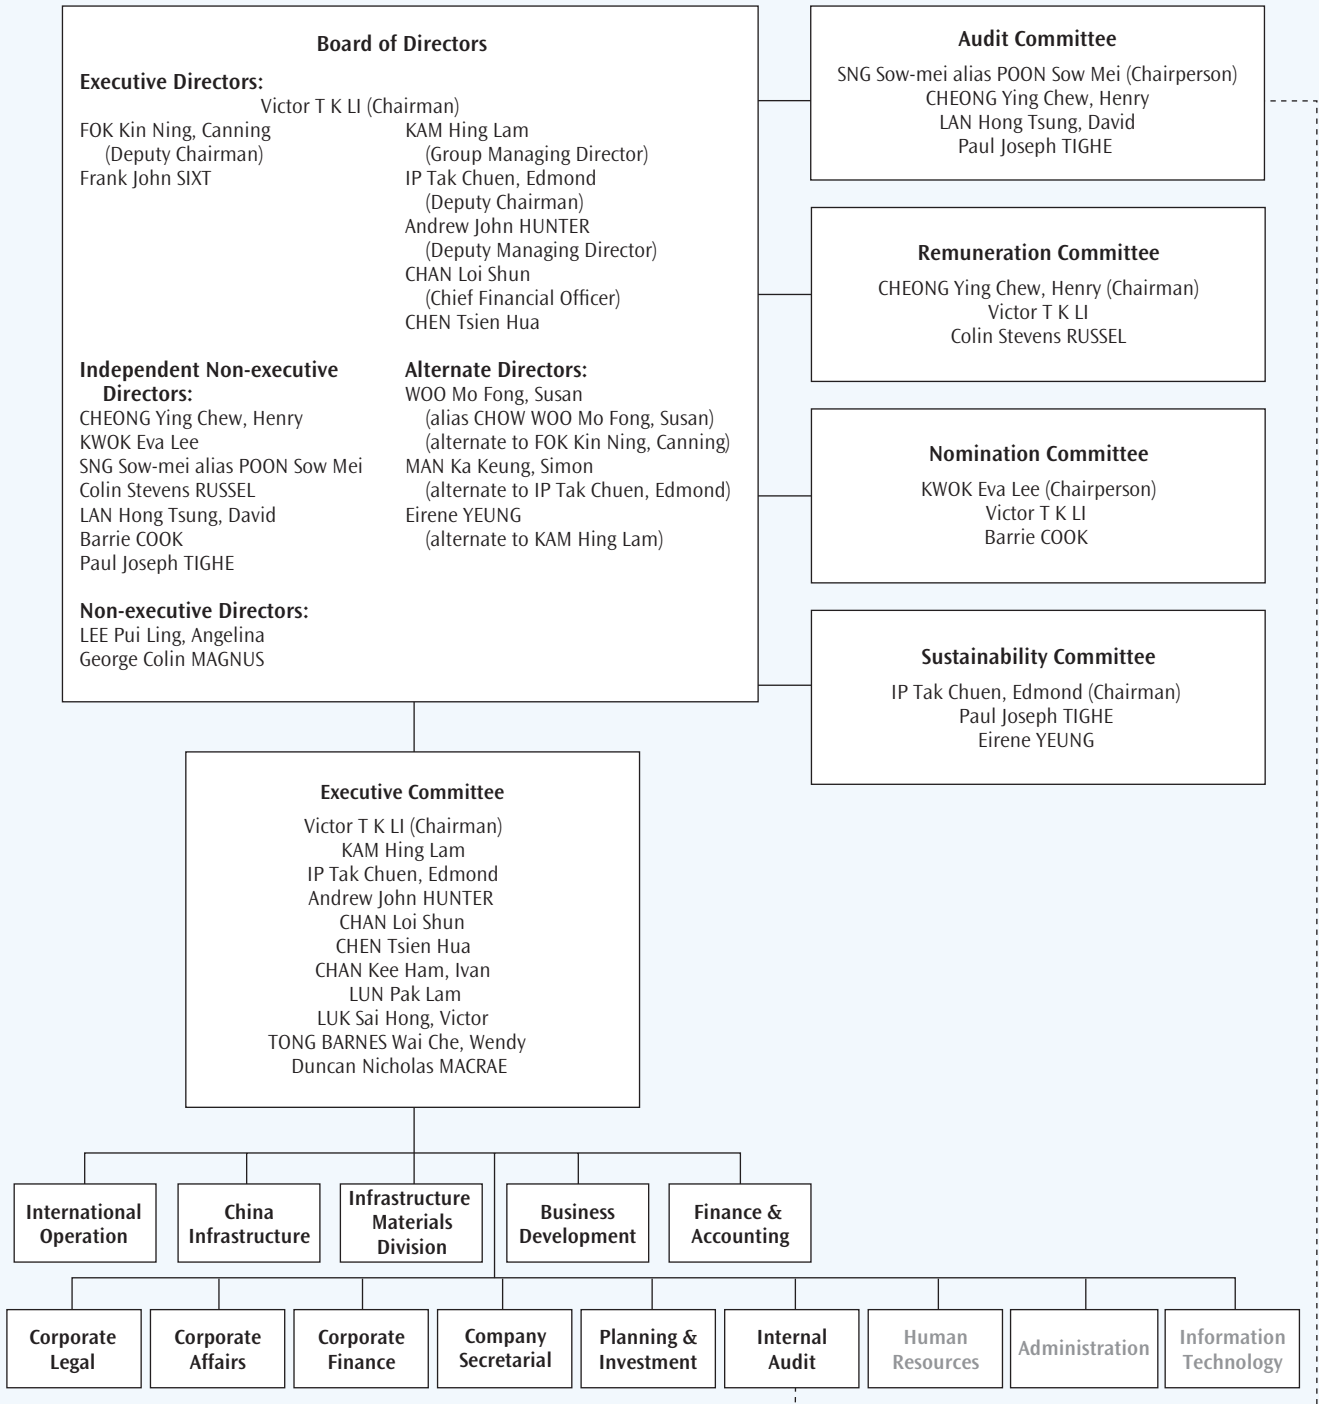 Board of Directors
Executive Directors:
Victor T K LI (Chairman)
FOK Kin Ning, Canning
(Deputy Chairman)
Frank John SIXT
KAM Hing Lam
(Group Managing Director)
IP Tak Chuen, Edmond
(Deputy Chairman)
Andrew John HUNTER
(Deputy Managing Director)
CHAN Loi Shun
(Chief Financial Officer)
CHEN Tsien Hua
Independent Non-executive
Directors:
CHEONG Ying Chew, Henry
KWOK Eva Lee
SNG Sow-mei alias POON Sow Mei
Colin Stevens RUSSEL
LAN Hong Tsung, David
Barrie COOK
Paul Joseph TIGHE
Alternate Directors:
WOO Mo Fong, Susan
(alias CHOW WOO Mo Fong, Susan)
(alternate to FOK Kin Ning, Canning)
MAN Ka Keung, Simon
(alternate to IP Tak Chuen, Edmond)
Eirene YEUNG
(alternate to KAM Hing Lam)
Non-executive Directors:
LEE Pui Ling, Angelina
George Colin MAGNUS
Audit Committee
SNG Sow-mei alias POON Sow Mei (Chairperson)
CHEONG Ying Chew, Henry
LAN Hong Tsung, David
Paul Joseph TIGHE
Remuneration Committee
CHEONG Ying Chew, Henry (Chairman)
Victor T K LI
Colin Stevens RUSSEL
Nomination Committee
KWOK Eva Lee (Chairperson)
Victor T K LI
Barrie COOK
Sustainability Committee
IP Tak Chuen, Edmond (Chairman)
Paul Joseph TIGHE
Eirene YEUNG
Executive Committee
Victor T K LI (Chairman)
KAM Hing Lam
IP Tak Chuen, Edmond
Andrew John HUNTER
CHAN Loi Shun
CHEN Tsien Hua
CHAN Kee Ham, Ivan
LUN Pak Lam
LUK Sai Hong, Victor
TONG BARNES Wai Che, Wendy
Duncan Nicholas MACRAE
International
Operation
China
Infrastructure
Infrastructure
Materials
Division
Business
Development
Finance &
Accounting
Corporate
Legal
Corporate
Affairs
Corporate
Finance
Company
Secretarial
Planning &
Investment
Internal
Audit
Human
Resources
Administration
Information
Technology